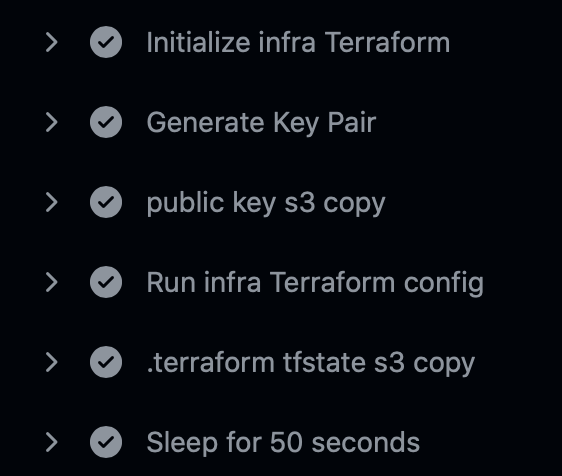 Initialize infra Terraform
Generate Key Pair
public key s3 copy
Run infra Terraform config
.terraform tfstate s3 copy
Sleep for 50 seconds